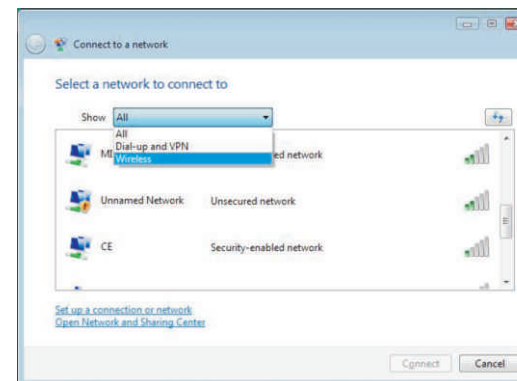 Connect to a network
Select a network to connect to
Show All
All
Dial-up and VPN
Wireless
ed network
Unnamed Network Unsecured network
CE Security-enabled network
Set up a connection or network
Open Network and Sharing Center
Connect Cancel